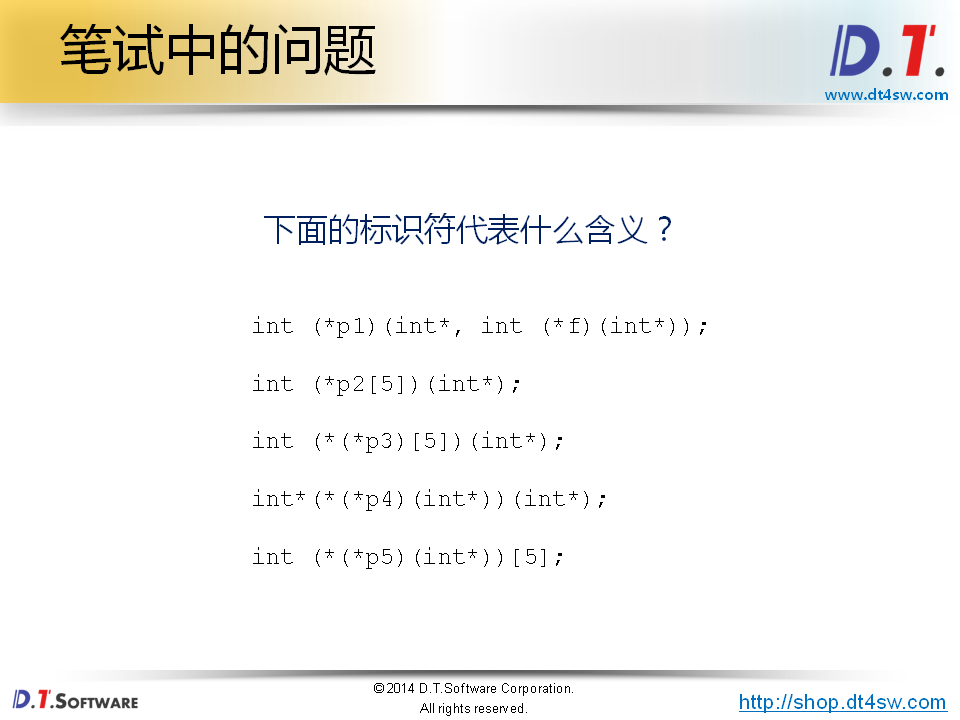 笔试中的问题
D.T.
www.dt4sw.com
下面的标识符代表什么含义？
int (*p1)(int*, int (*f)(int*));
int (*p2[5])(int*);
int (*(*p3)[5])(int*);
int*(*(*p4)(int*))(int*);
int (*(*p5)(int*))[5];
D.T.SOFTWARE
©2014 D.T.Software Corporation.
All rights reserved.
http://shop.dt4sw.com